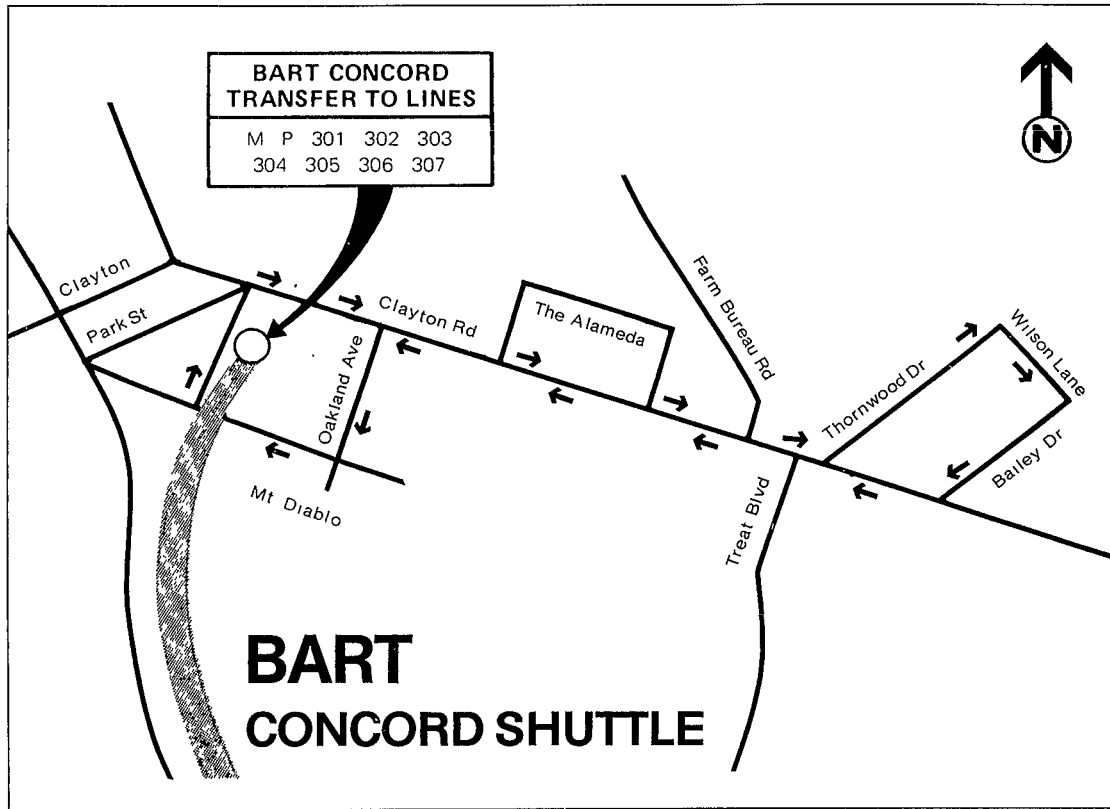 BART CONCORD
TRANSFER TO LINES
M P 301 302 303
304 305 306 307
N
Clayton
Park St
Oakland Ave
Clayton Rd
The Alameda
Farm Bureau Rd
Thornwood Dr
Wilson Lane
Bailey Dr
Mt Diablo
Treat Blvd
BART
CONCORD SHUTTLE